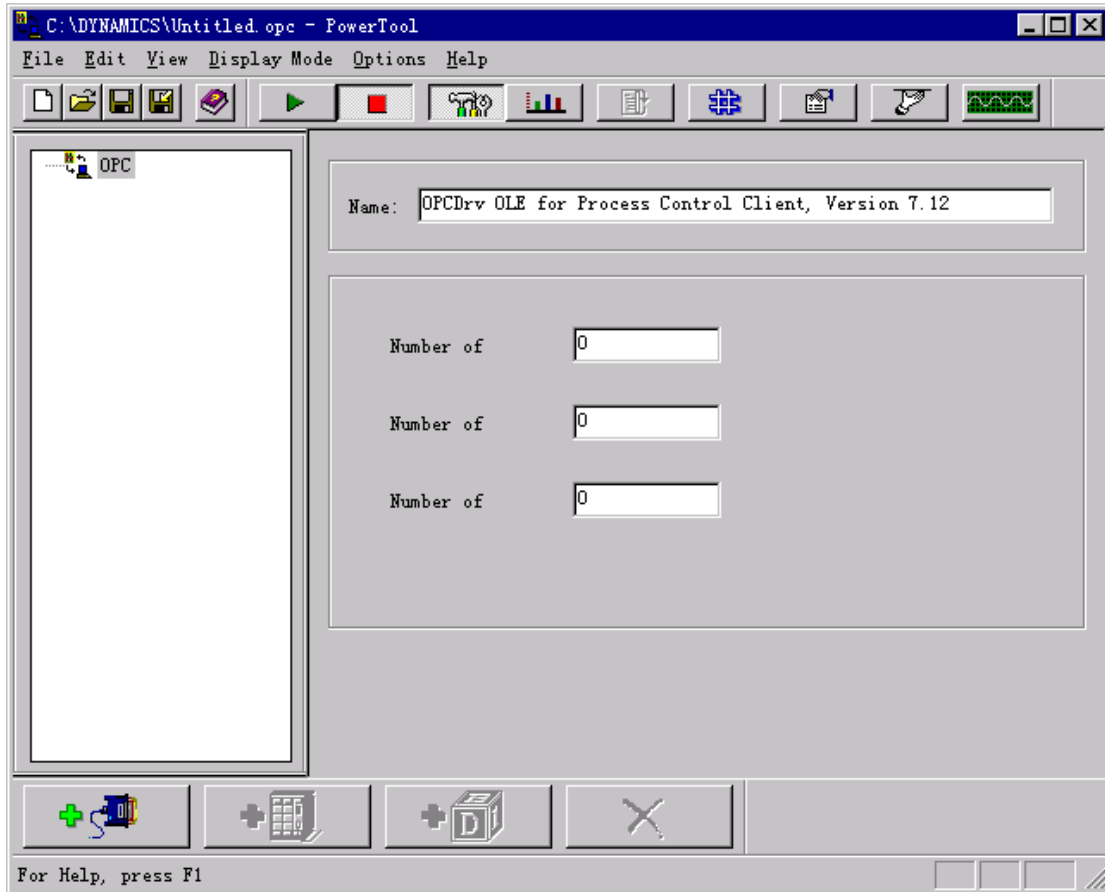 C:\DYNAMICS\Untitled.opc - PowerTool
File Edit View Display Mode Options Help
OPC
Name: OPCDrv OLE for Process Control Client, Version 7.12
Number of 0
Number of 0
Number of 0
D
For Help, press F1